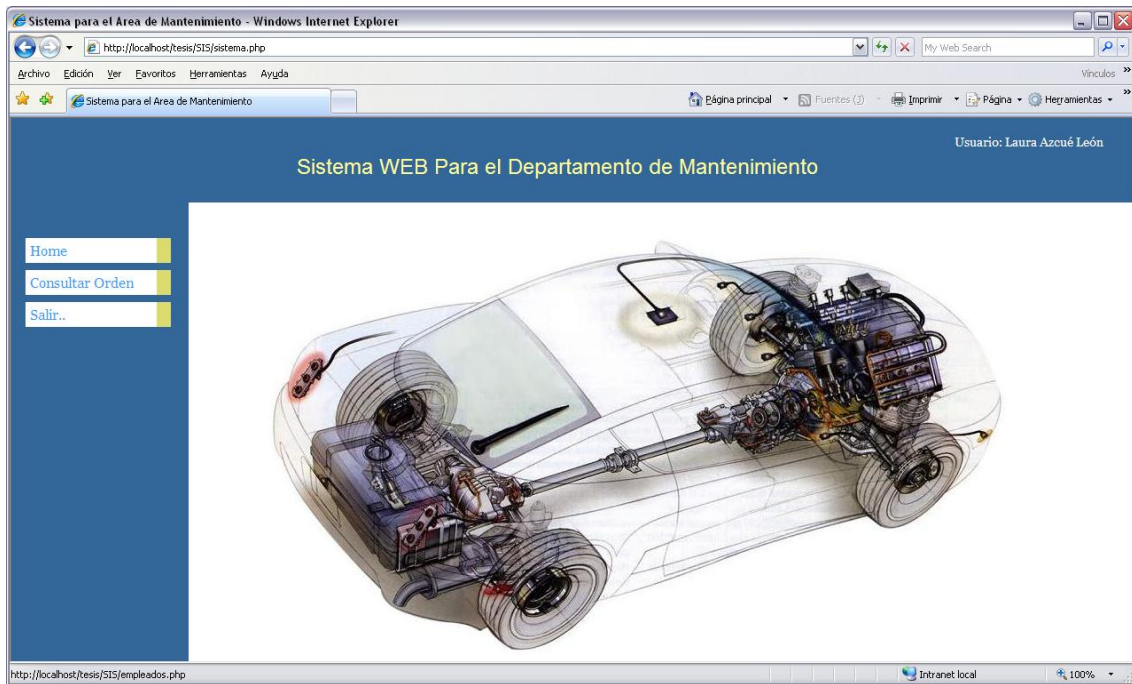 Sistema para el Area de Mantenimiento - Windows Internet Explorer
http://localhost/tesis/SIS/sistema.php
My Web Search
Archivo Edición Ver Favoritos Herramientas Ayuda
Vínculos »
Sistema para el Area de Mantenimiento
Página principal Fuentes (J) Imprimir Página Herramientas »
Usuario: Laura Azcué León
Sistema WEB Para el Departamento de Mantenimiento
Home
Consultar Orden
Salir..
http://localhost/tesis/SIS/empleados.php
Intranet local
100%